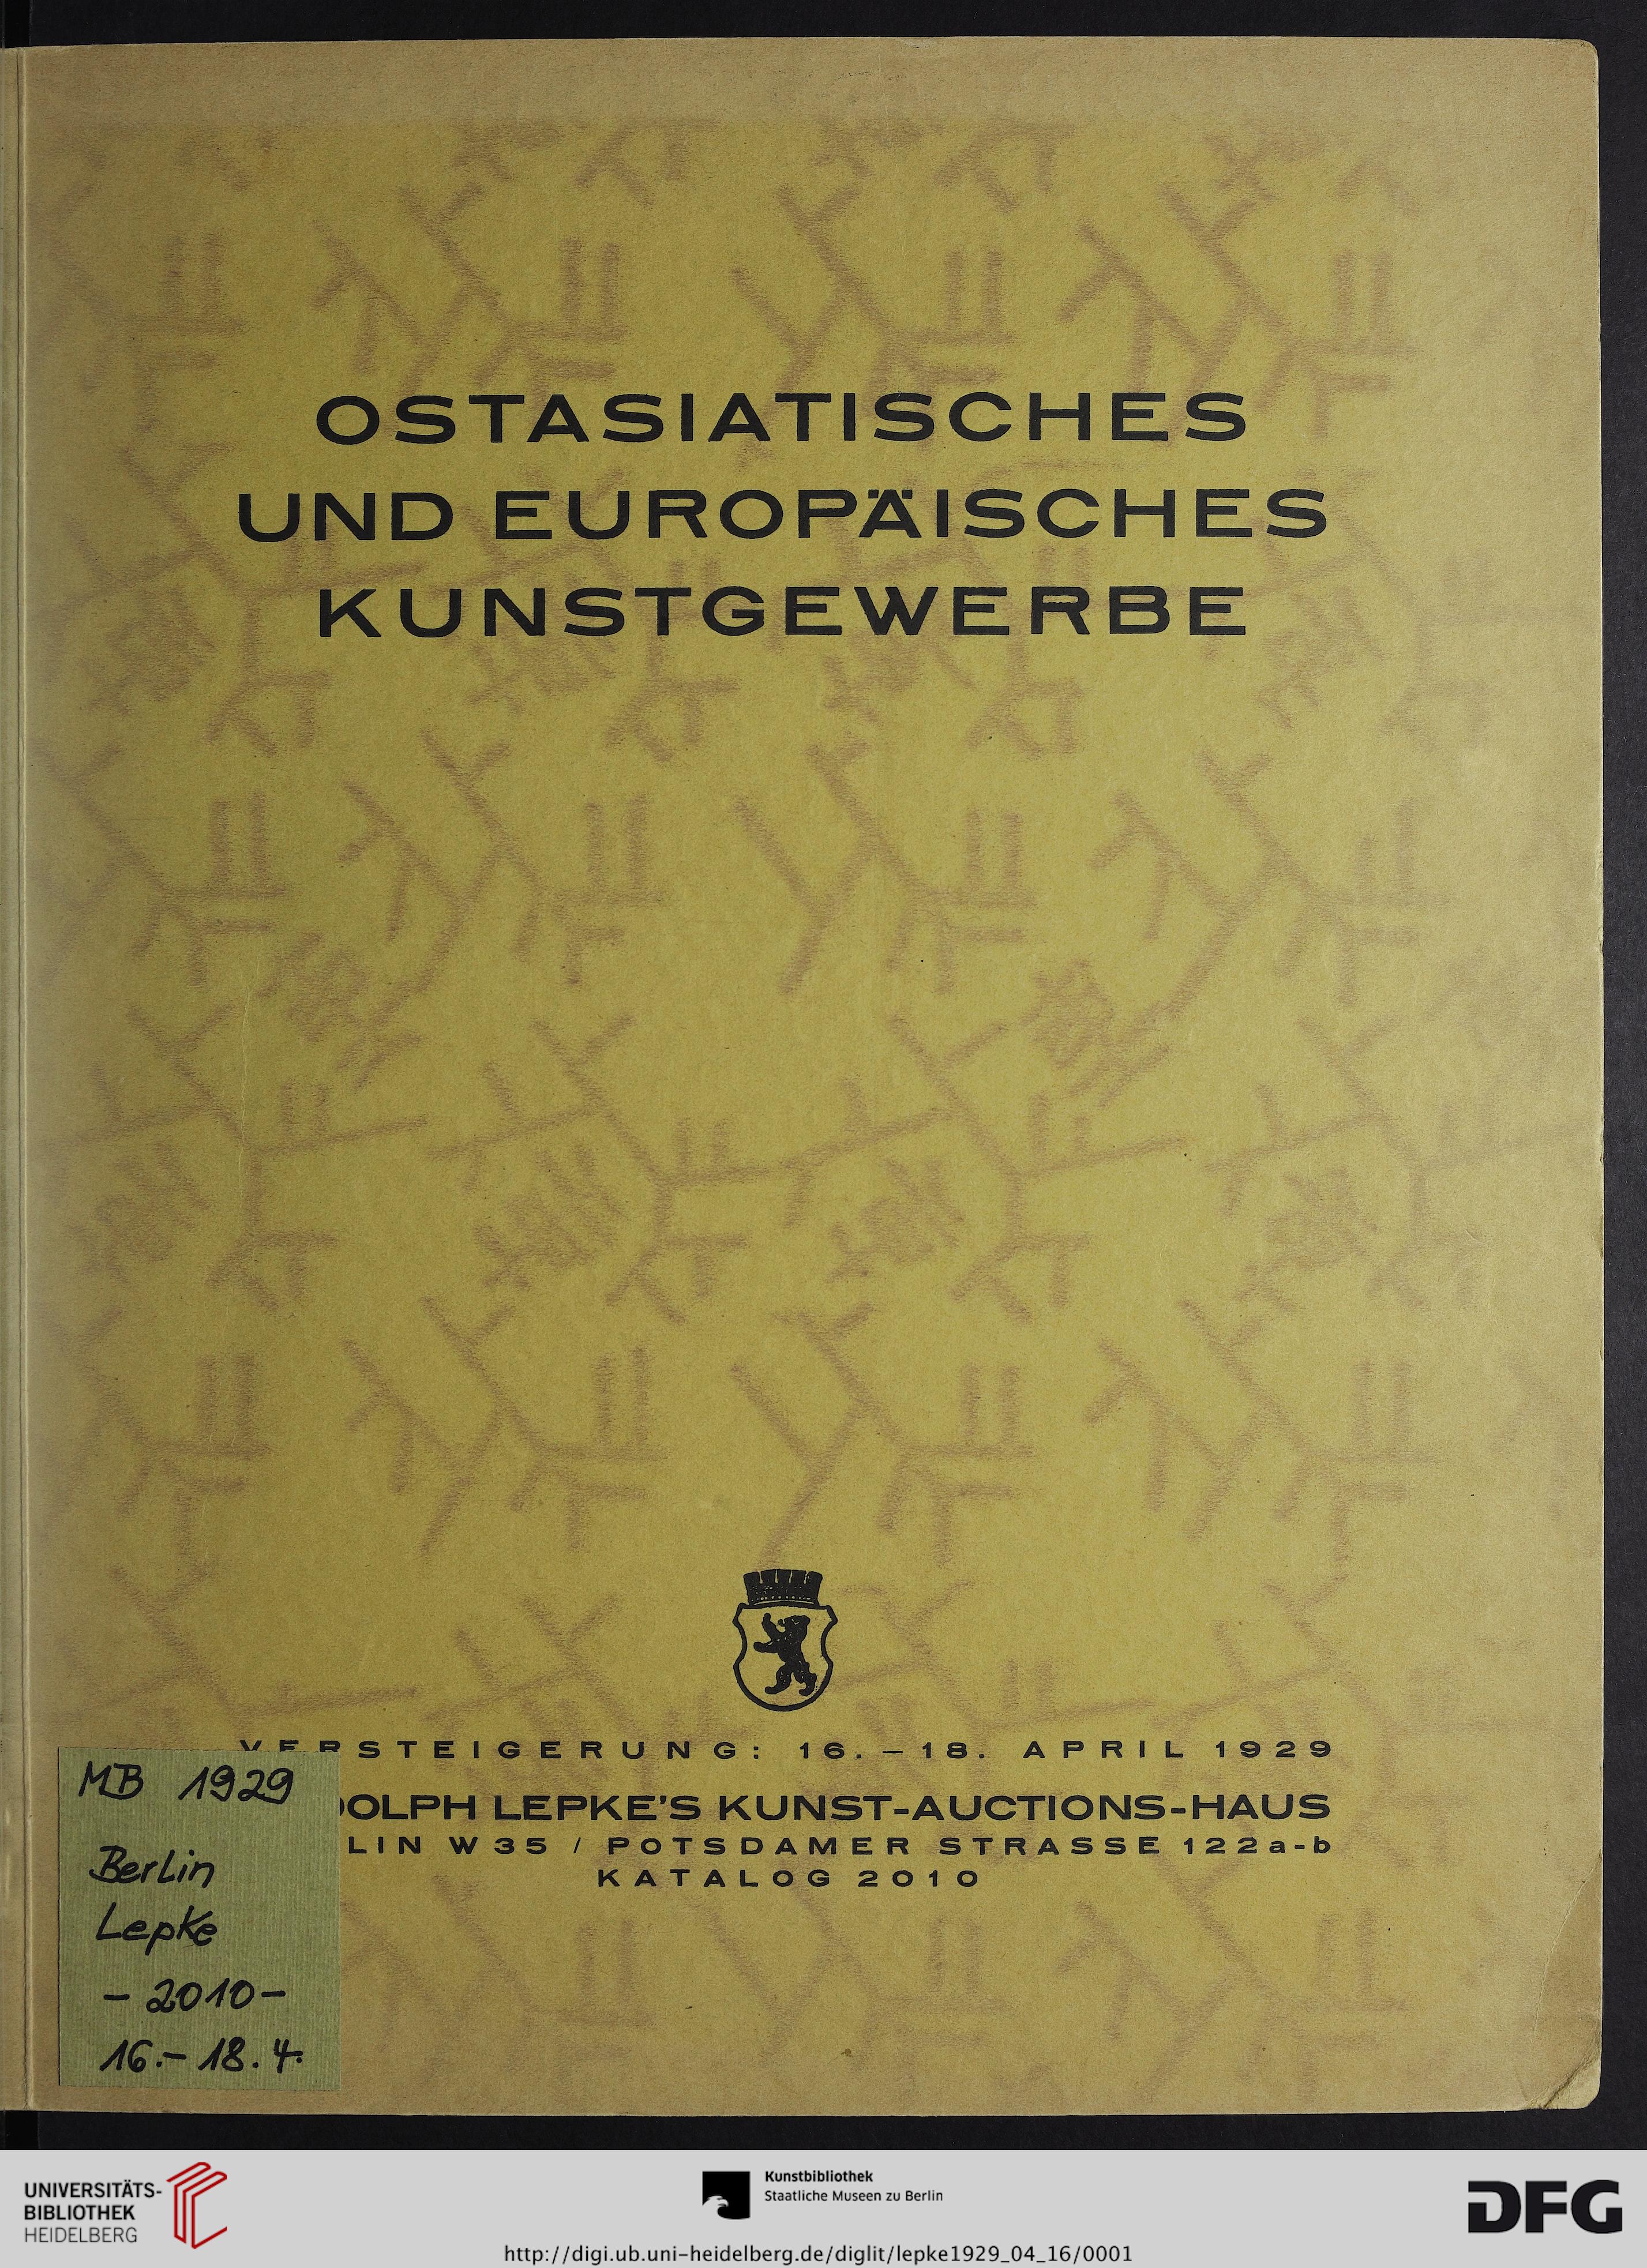 OSTASIATISCHES
UND EUROPÄISCHES
KUNSTGEWERBE
VERSTEIGERUNG: 16.–18. APRIL 1929
OLPH LEPKE'S KUNST-AUCTIONS-HAUS
LIN W 35 / POTSDAMER STRASSE 122a-b
KATALOG 2010
MB 1929
Berlin
Lepke
- 2010 -
16.- 18. 4.
UNIVERSITÄTS-
BIBLIOTHEK
HEIDELBERG
Kunstbibliothek
Staatliche Museen zu Berlin
DFG
http://digi.ub.uni-heidelberg.de/diglit/lepke1929_04_16/0001